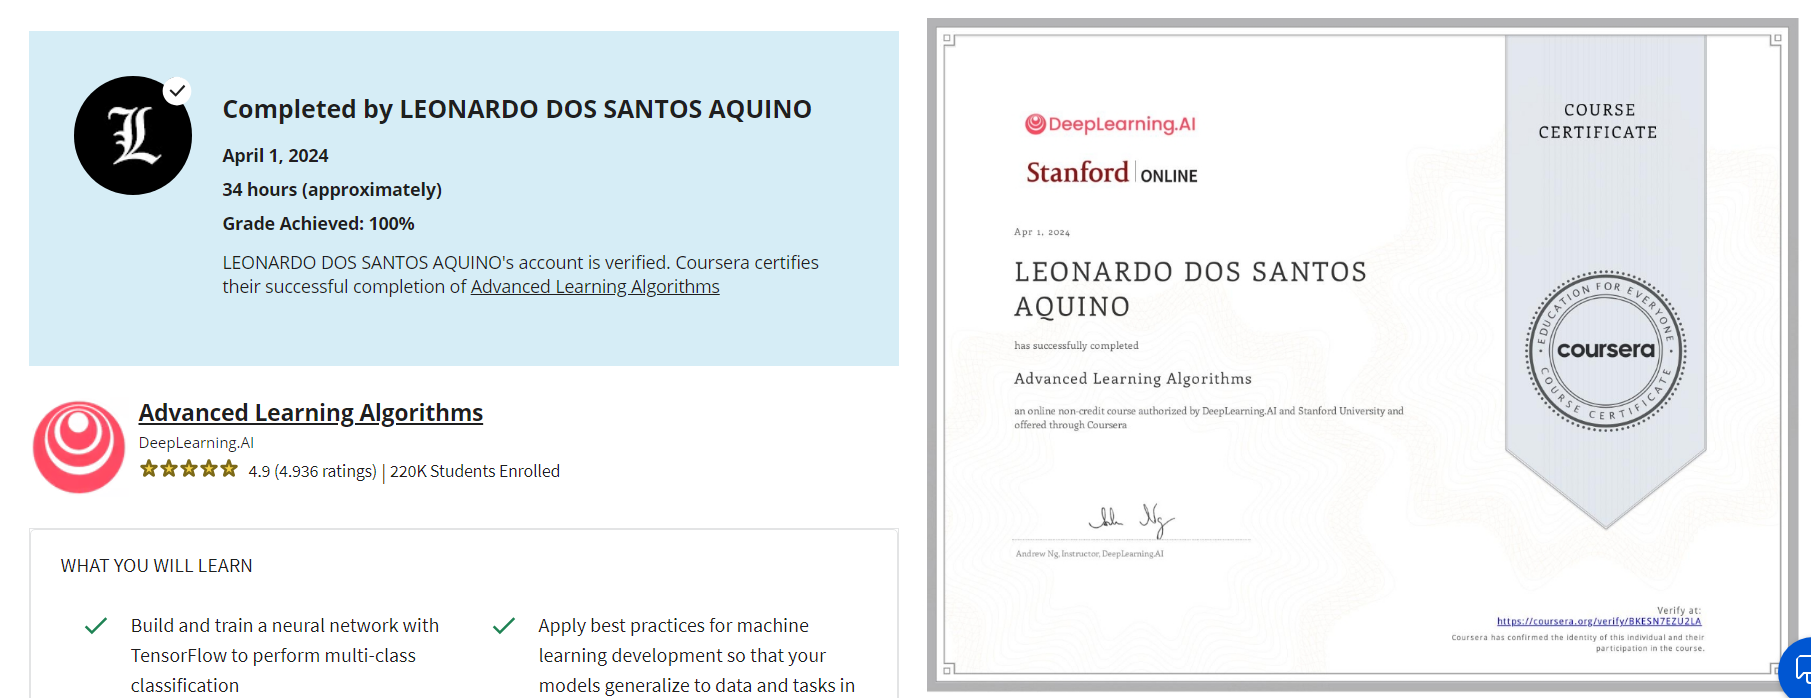 L
Completed by LEONARDO DOS SANTOS AQUINO
April 1, 2024
34 hours (approximately)
Grade Achieved: 100%
LEONARDO DOS SANTOS AQUINO's account is verified. Coursera certifies
their successful completion of Advanced Learning Algorithms
Advanced Learning Algorithms
DeepLearning.AI
4.9 (4.936 ratings) | 220K Students Enrolled
WHAT YOU WILL LEARN
Build and train a neural network with
TensorFlow to perform multi-class
classification
Apply best practices for machine
learning development so that your
models generalize to data and tasks in
DeepLearning.AI
Stanford | ONLINE
Apr 1, 2024
LEONARDO DOS SANTOS
AQUINO
has successfully completed
Advanced Learning Algorithms
an online non-credit course authorized by DeepLearning.AI and Stanford University and
offered through Coursera
Andrew Ng, Instructor, DeepLearning.AI
COURSE
CERTIFICATE
EDUCATION FOR EVERYONE
coursera
COURSE CERTIFICATE
Verify at:
https://coursera.org/verify/BKESN7EZU2LA
Coursera has confirmed the identity of this individual and their
participation in the course.